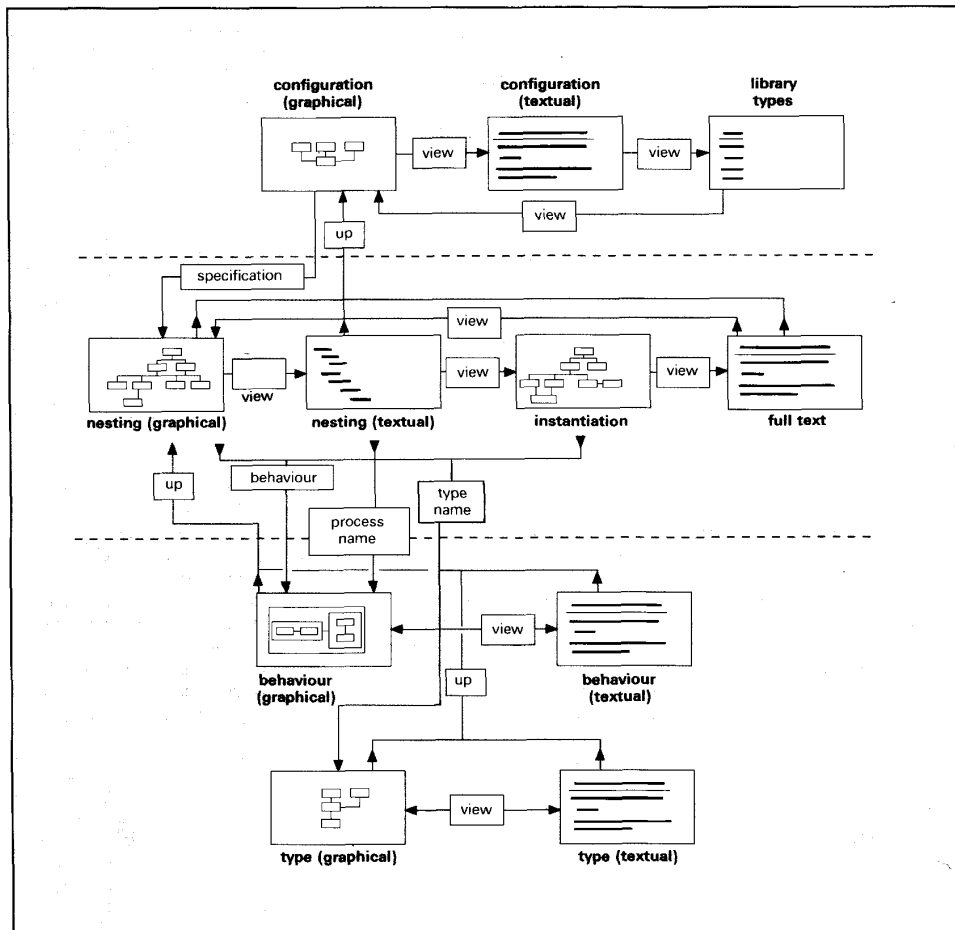 configuration
(graphical)
configuration
(textual)
library
types
view
view
view
up
specification
view
view
view
view
nesting (graphical)
nesting (textual)
instantiation
full text
up
behaviour
type
name
process
name
view
behaviour
(graphical)
behaviour
(textual)
up
view
type (graphical)
type (textual)